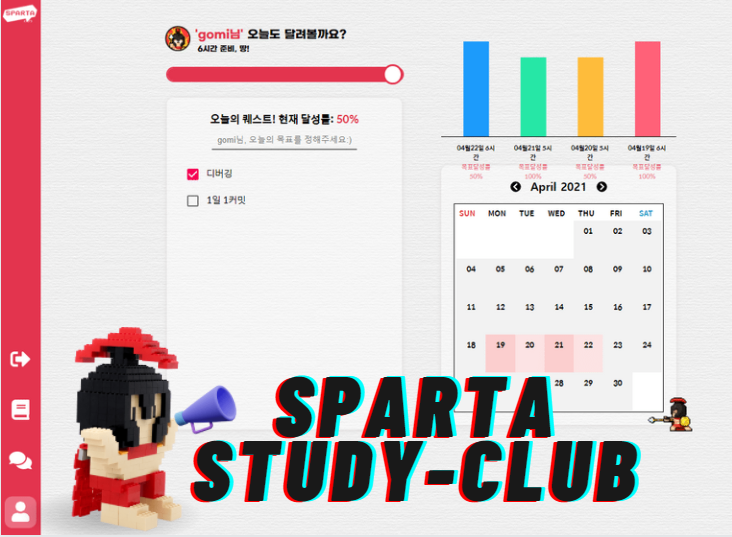 SPARTA
'gomi님' 오늘도 달려볼까요?
6시간 준비, 땅!
오늘의 퀘스트! 현재 달성률: 50%
gomi님, 오늘의 목표를 정해주세요:)
디버깅
1일 1커밋
04월22일 6시간
목표달성률 50%
04월21일 5시간
목표달성률 100%
04월20일 5시간
목표달성률 50%
04월19일 6시간
목표달성률 100%
April 2021
SUN MON TUE WED THU FRI SAT
01 02 03
04 05 06 07 08 09 10
11 12 13 14 15 16 17
18 19 20 21 22 23 24
28 29 30
SPARTA
STUDY-CLUB